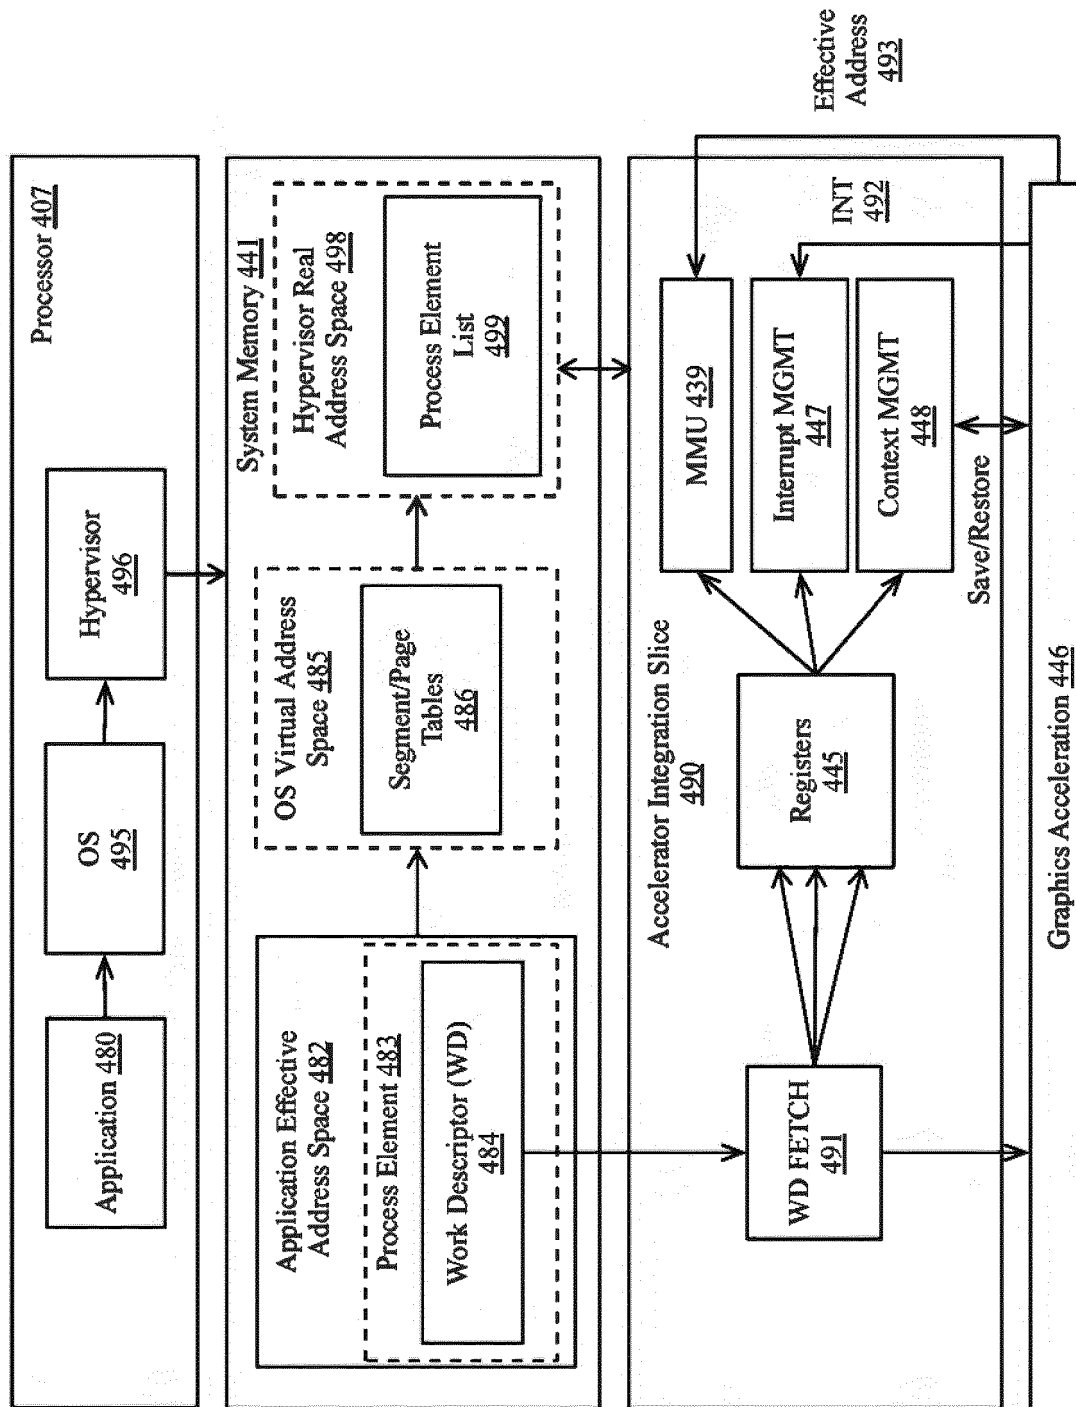 Processor 407
Application 480
OS
495
Hypervisor
496
System Memory 441
Application Effective
Address Space 482
Process Element 483
Work Descriptor (WD)
484
OS Virtual Address
Space 485
Segment/Page
Tables
486
Hypervisor Real
Address Space 498
Process Element
List
499
Accelerator Integration Slice
490
WD FETCH
491
Registers
445
MMU 439
Interrupt MGMT
447
Context MGMT
448
Save/Restore
INT
492
Effective
Address
493
Graphics Acceleration 446